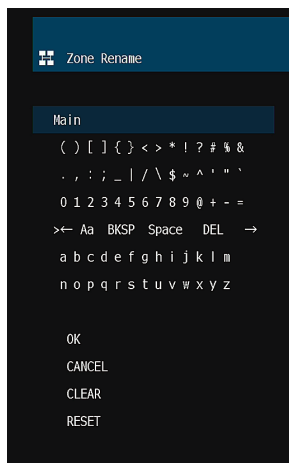 Zone Rename
Main
( ) [ ] { } < > * ! ? # % &
. , : ; _ | / \ $ ~ ^ ' " `
0 1 2 3 4 5 6 7 8 9 @ + - =
>← Aa BKSP Space DEL →
a b c d e f g h i j k l m
n o p q r s t u v w x y z
OK
CANCEL
CLEAR
RESET